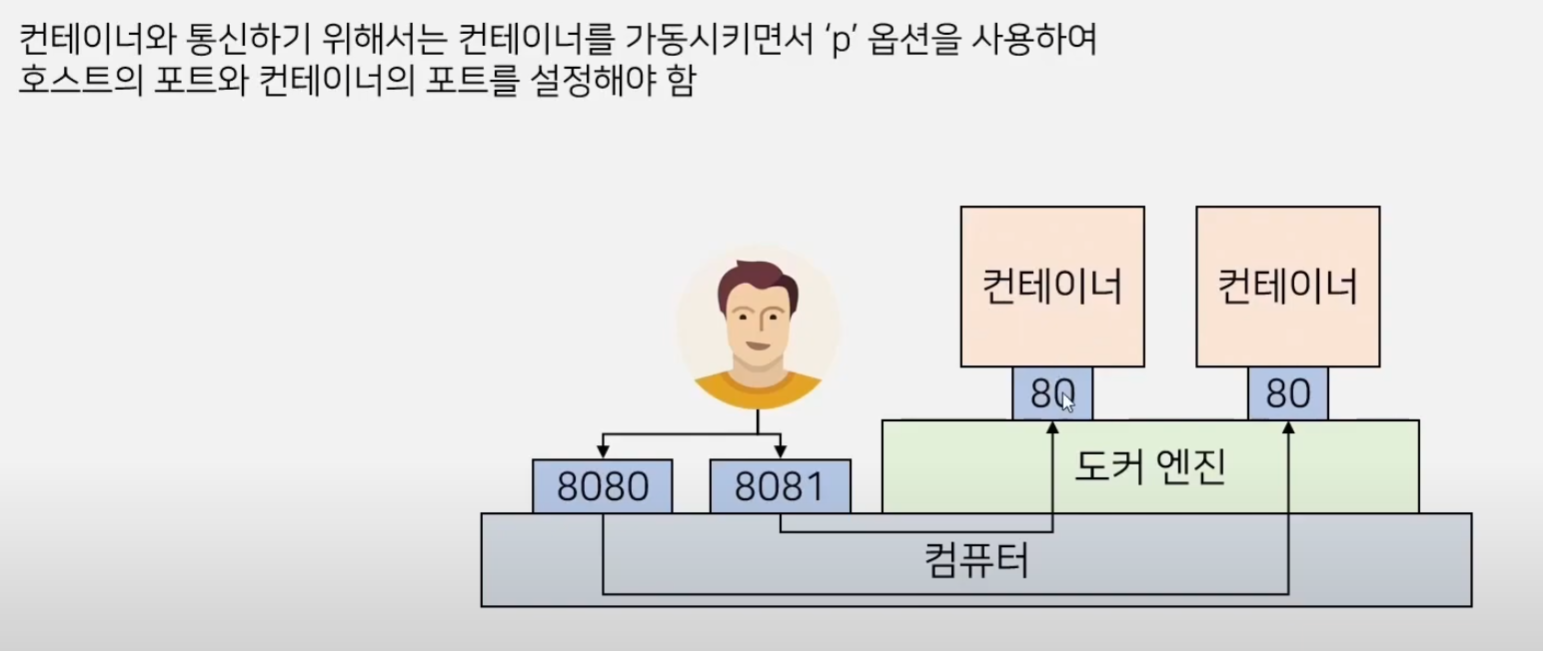 컨테이너와 통신하기 위해서는 컨테이너를 가동시키면서 ‘p’ 옵션을 사용하여
호스트의 포트와 컨테이너의 포트를 설정해야 함
컨테이너
컨테이너
80
80
8080
8081
도커 엔진
컴퓨터